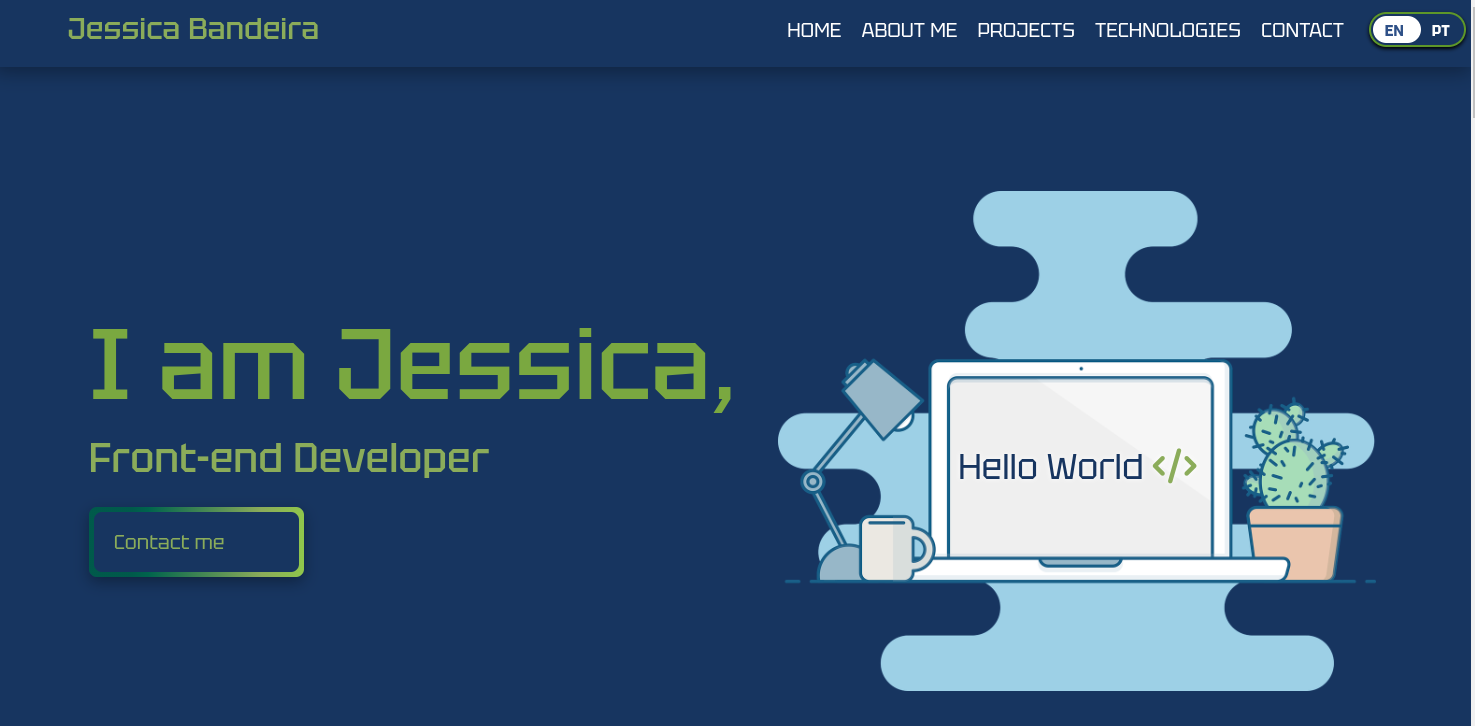 Jessica Bandeira
HOME ABOUT ME PROJECTS TECHNOLOGIES CONTACT EN PT
I am Jessica,
Front-end Developer
Contact me
Hello World </>